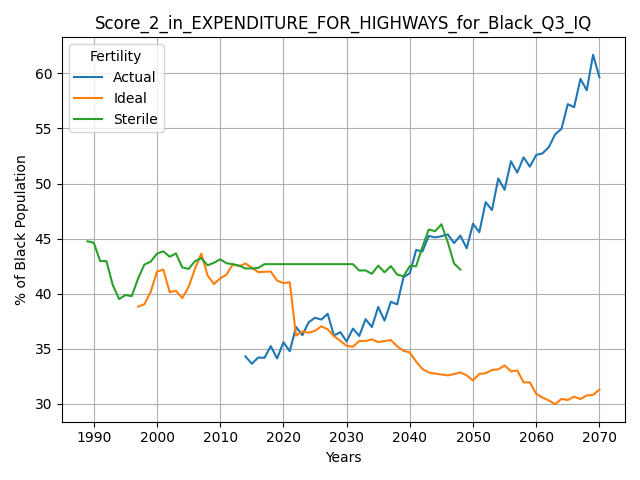 Score_2_in_EXPENDITURE_FOR_HIGHWAYS_for_Black_Q3_IQ
Fertility
Actual
Ideal
Sterile
% of Black Population
60
55
50
45
40
35
30
1990 2000 2010 2020 2030 2040 2050 2060 2070
Years